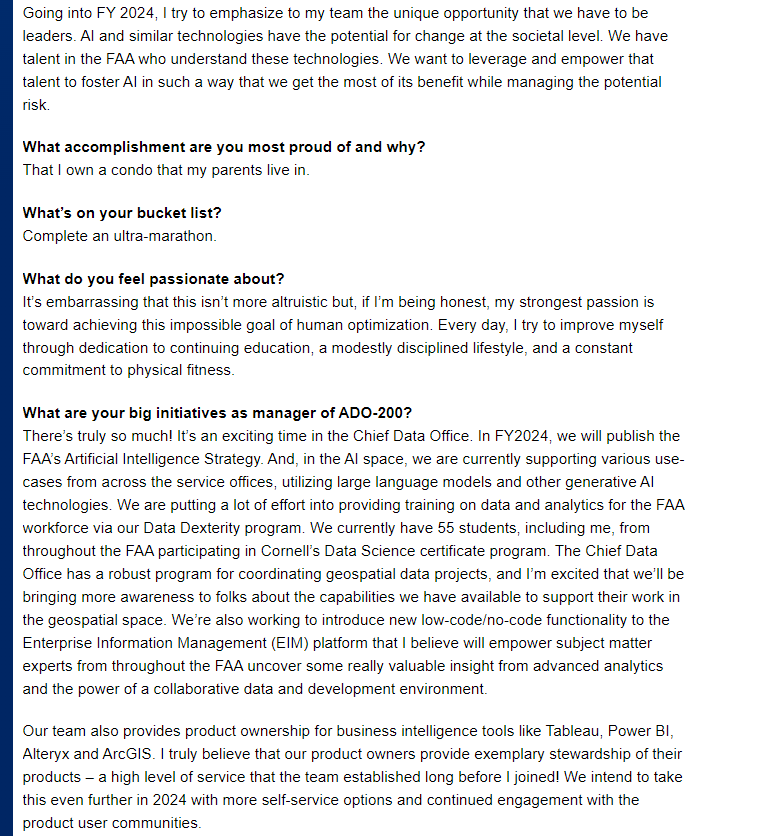 Going into FY 2024, I try to emphasize to my team the unique opportunity that we have to be
leaders. AI and similar technologies have the potential for change at the societal level. We have
talent in the FAA who understand these technologies. We want to leverage and empower that
talent to foster AI in such a way that we get the most of its benefit while managing the potential
risk.
What accomplishment are you most proud of and why?
That I own a condo that my parents live in.
What's on your bucket list?
Complete an ultra-marathon.
What do you feel passionate about?
It's embarrassing that this isn't more altruistic but, if I'm being honest, my strongest passion is
toward achieving this impossible goal of human optimization. Every day, I try to improve myself
through dedication to continuing education, a modestly disciplined lifestyle, and a constant
commitment to physical fitness.
What are your big initiatives as manager of ADO-200?
There's truly so much! It's an exciting time in the Chief Data Office. In FY2024, we will publish the
FAA's Artificial Intelligence Strategy. And, in the AI space, we are currently supporting various use-
cases from across the service offices, utilizing large language models and other generative AI
technologies. We are putting a lot of effort into providing training on data and analytics for the FAA
workforce via our Data Dexterity program. We currently have 55 students, including me, from
throughout the FAA participating in Cornell's Data Science certificate program. The Chief Data
Office has a robust program for coordinating geospatial data projects, and I'm excited that we'll be
bringing more awareness to folks about the capabilities we have available to support their work in
the geospatial space. We're also working to introduce new low-code/no-code functionality to the
Enterprise Information Management (EIM) platform that I believe will empower subject matter
experts from throughout the FAA uncover some really valuable insight from advanced analytics
and the power of a collaborative data and development environment.
Our team also provides product ownership for business intelligence tools like Tableau, Power BI,
Alteryx and ArcGIS. I truly believe that our product owners provide exemplary stewardship of their
products – a high level of service that the team established long before I joined! We intend to take
this even further in 2024 with more self-service options and continued engagement with the
product user communities.